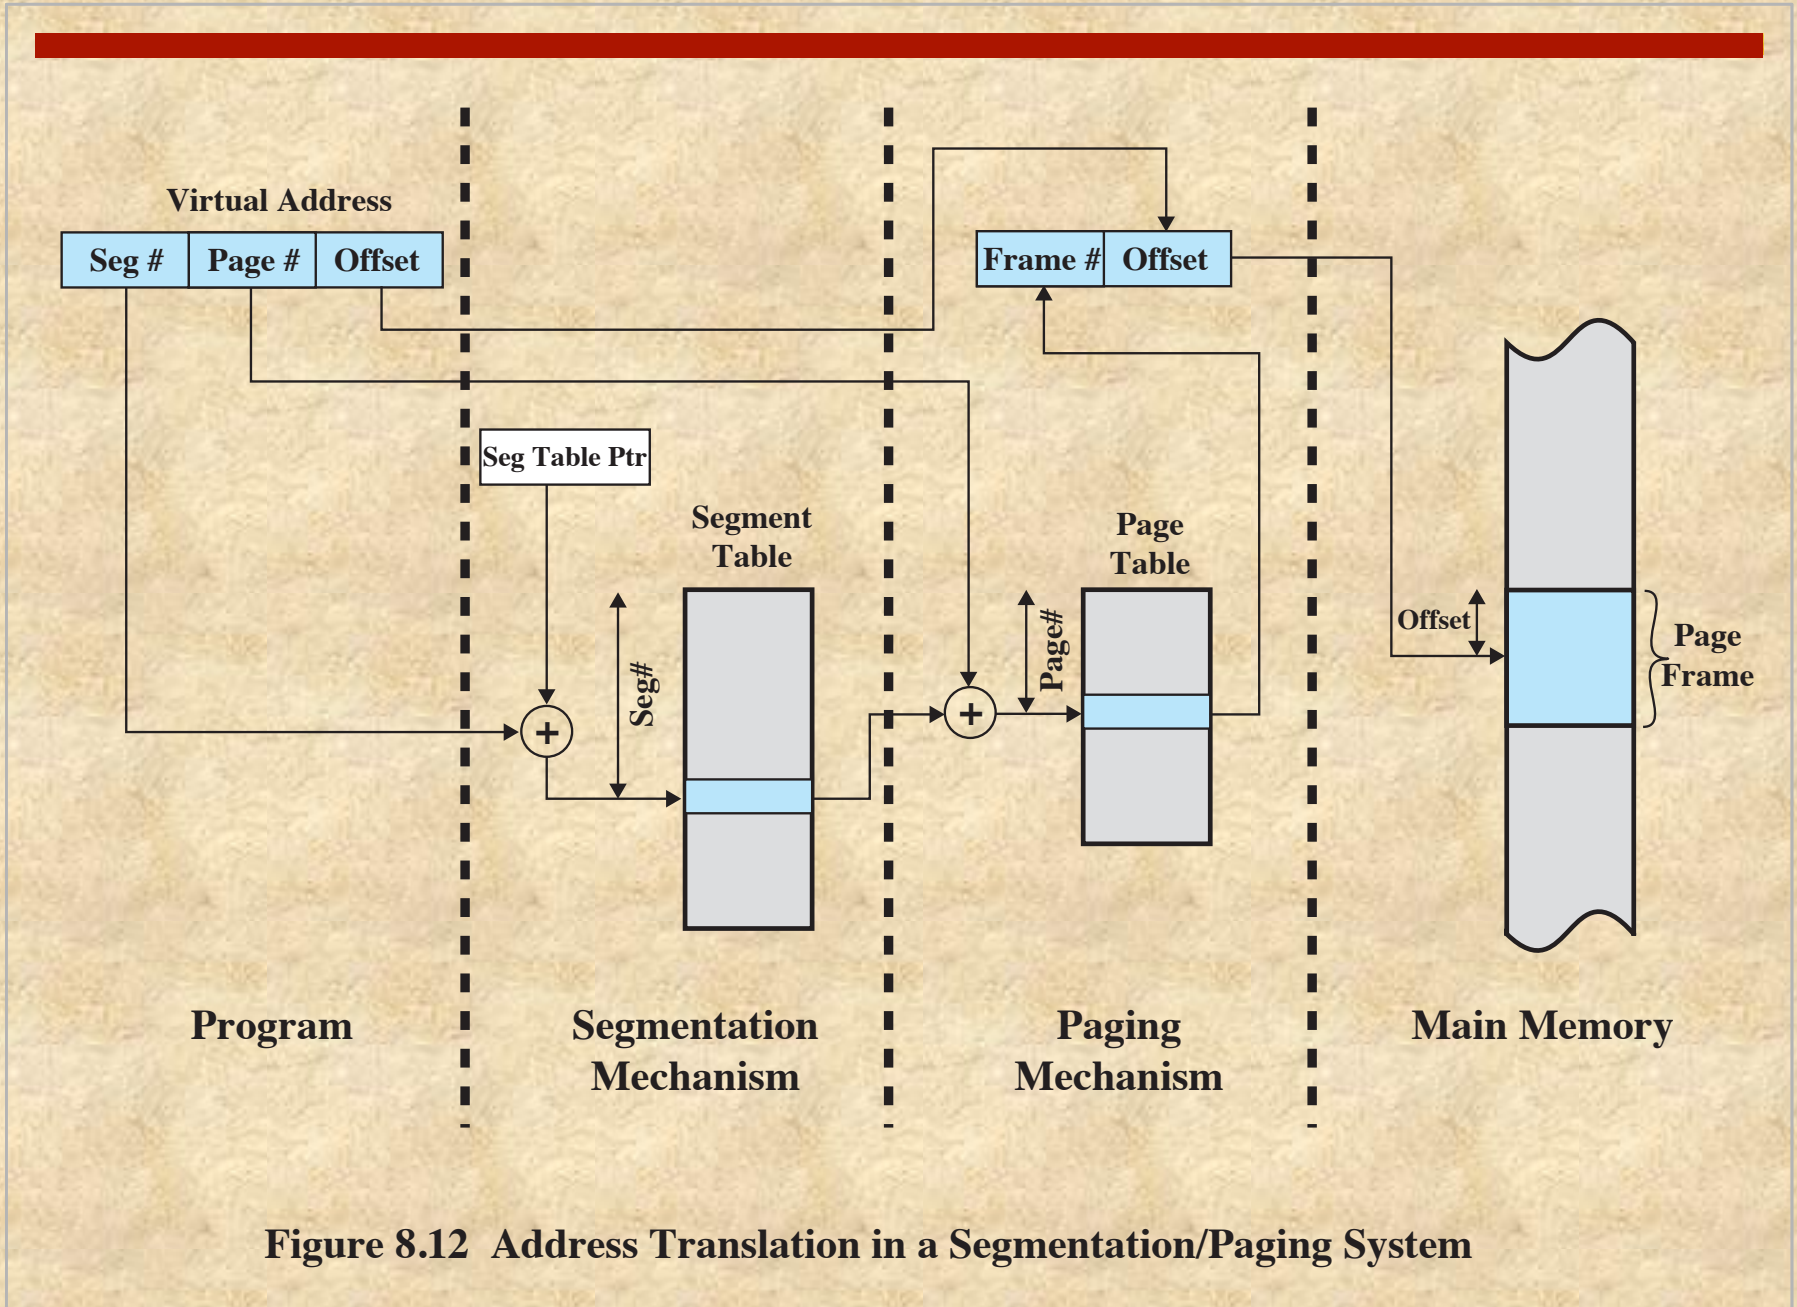 Virtual Address
Seg #
Page #
Offset
Frame #
Offset
Seg Table Ptr
Segment
Table
Seg#
Page
Table
Page#
Offset
Page
Frame
+
+
Program
Segmentation
Mechanism
Paging
Mechanism
Main Memory
Figure 8.12 Address Translation in a Segmentation/Paging System